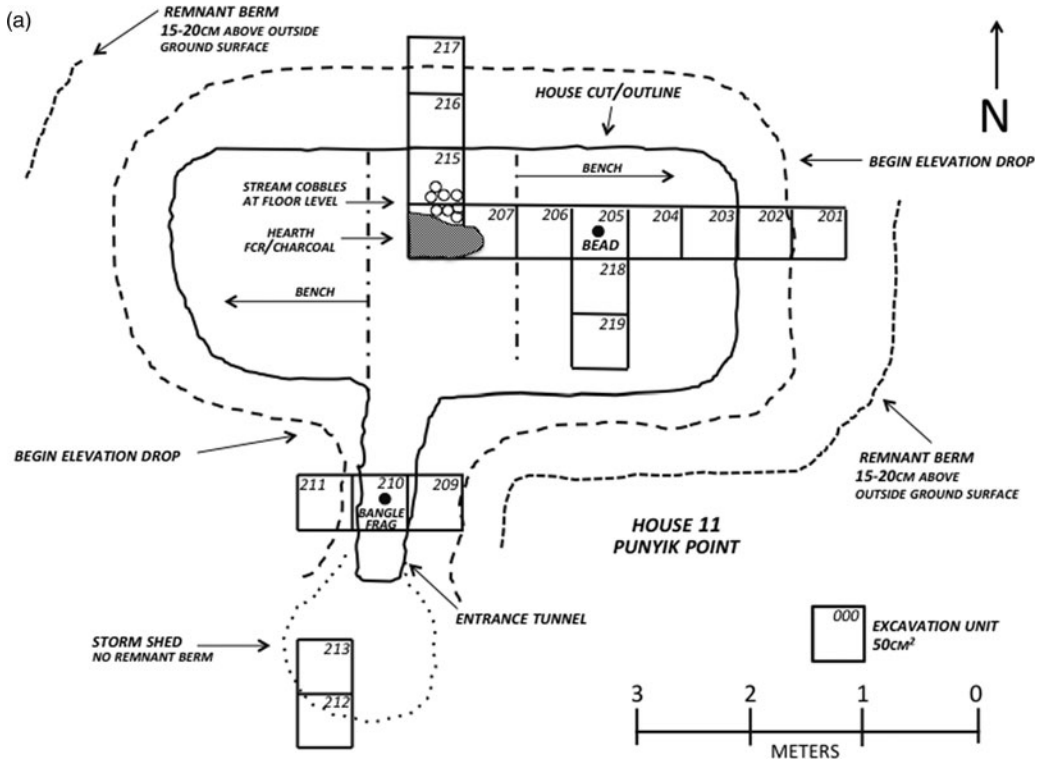 (a)
REMNANT BERM
15-20CM ABOVE OUTSIDE
GROUND SURFACE
217
216
HOUSE CUT/OUTLINE
N
215
BENCH
BEGIN ELEVATION DROP
STREAM COBBLES
AT FLOOR LEVEL
207
206
205
204
203
202
201
HEARTH
FCR/CHARCOAL
BEAD
218
BENCH
219
BEGIN ELEVATION DROP
REMNANT BERM
15-20CM ABOVE
OUTSIDE GROUND SURFACE
211
210
209
BANGLE
FRAG
HOUSE 11
PUNYIK POINT
ENTRANCE TUNNEL
000
EXCAVATION UNIT
50CM²
STORM SHED
NO REMNANT BERM
213
212
3
2
1
0
METERS